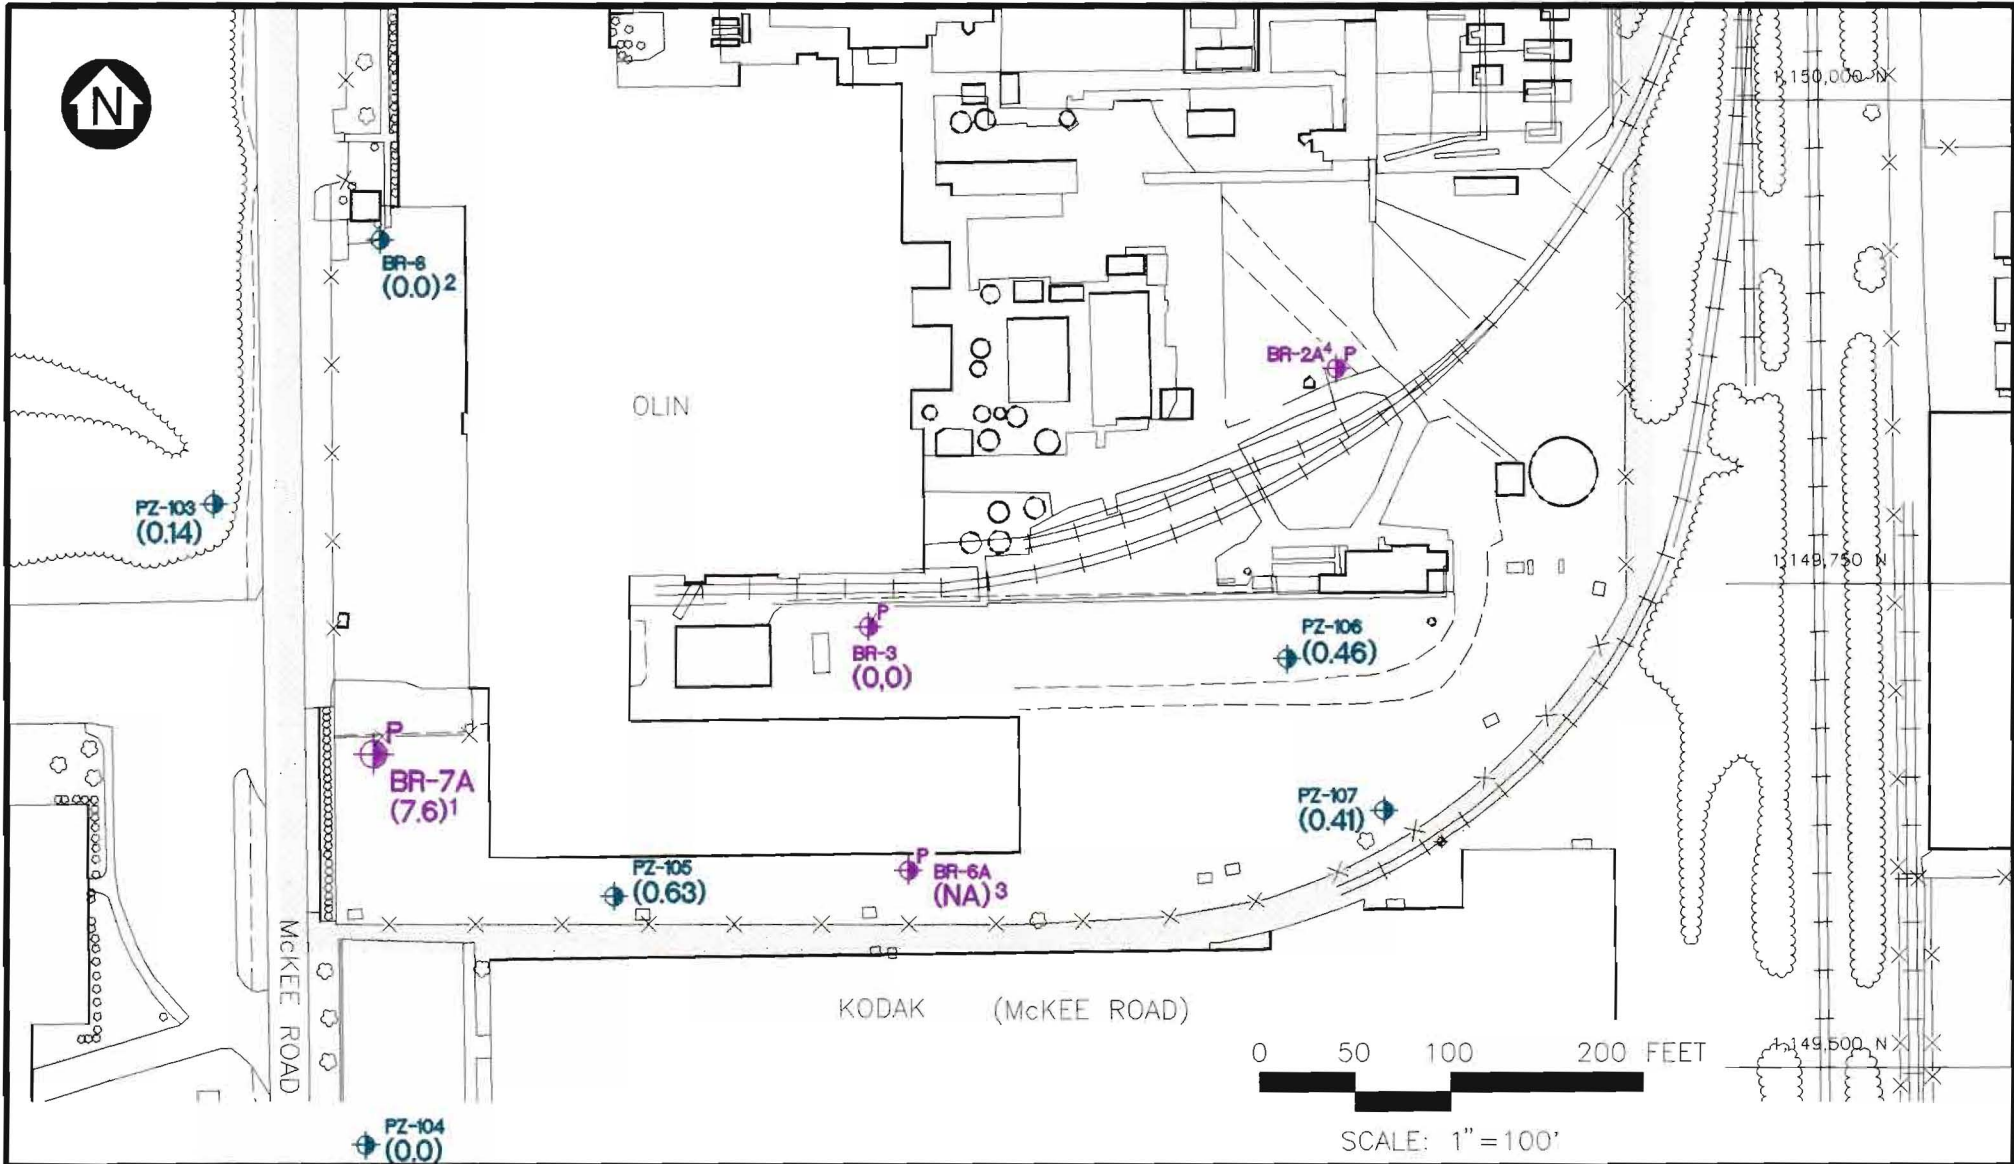 N
1,150,000 N
BR-8
(0.0)²
BR-2A⁴ P
OLIN
PZ-103
(0.14)
1,149,750 N
P
BR-3
(0,0)
PZ-106
(0.46)
P
BR-7A
(7.6)¹
PZ-107
(0.41)
PZ-105
(0.63)
P
BR-6A
(NA)³
McKEE ROAD
KODAK (McKEE ROAD)
0 50 100 200 FEET
1,149,500 N
SCALE: 1"=100'
PZ-104
(0.0)